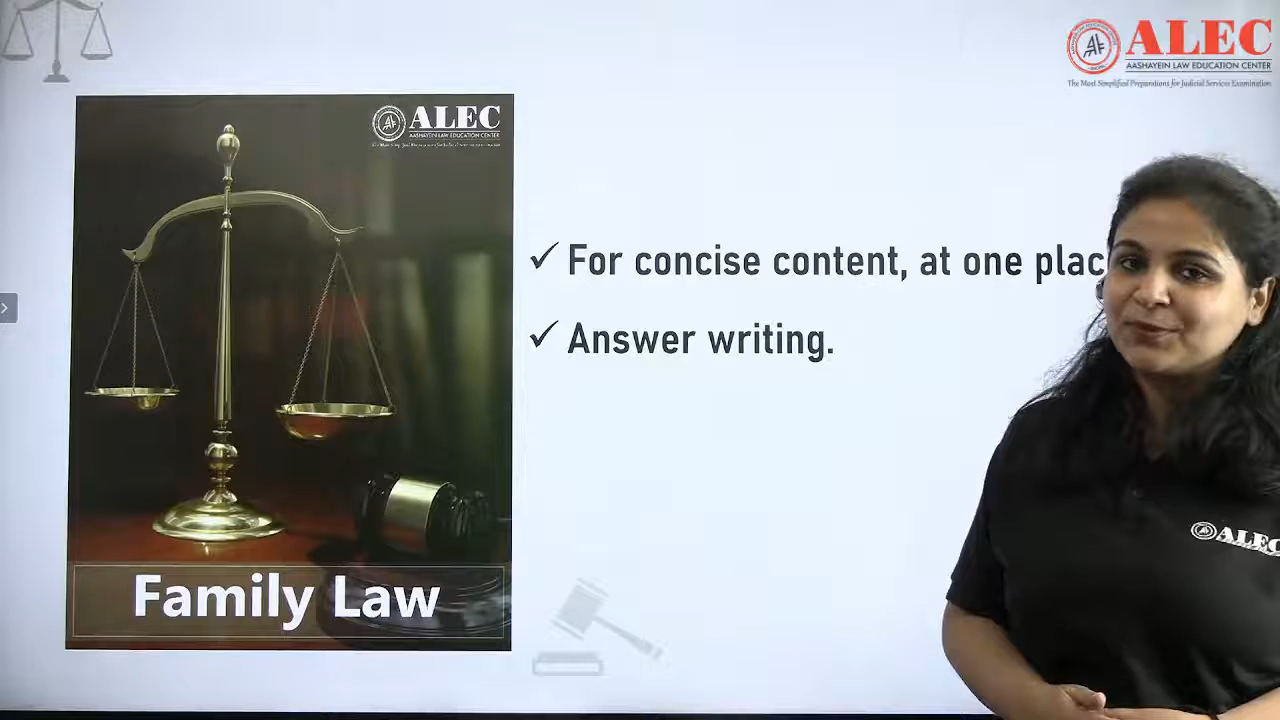 ALEC
AASHAYEIN LAW EDUCATION CENTER
The Most Simplified Preparations for Judicial Services Examination
ALEC
AASHAYEIN LAW EDUCATION CENTER
✓ For concise content, at one plac
✓ Answer writing.
ALEC
Family Law